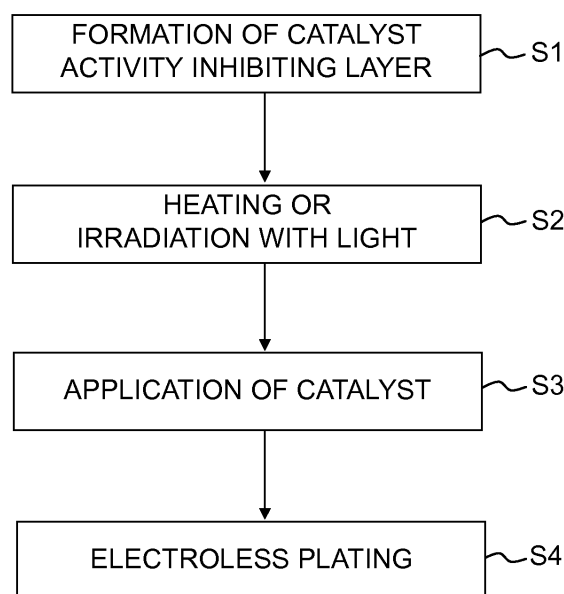 FORMATION OF CATALYST
ACTIVITY INHIBITING LAYER
S1
HEATING OR
IRRADIATION WITH LIGHT
S2
APPLICATION OF CATALYST
S3
ELECTROLESS PLATING
S4